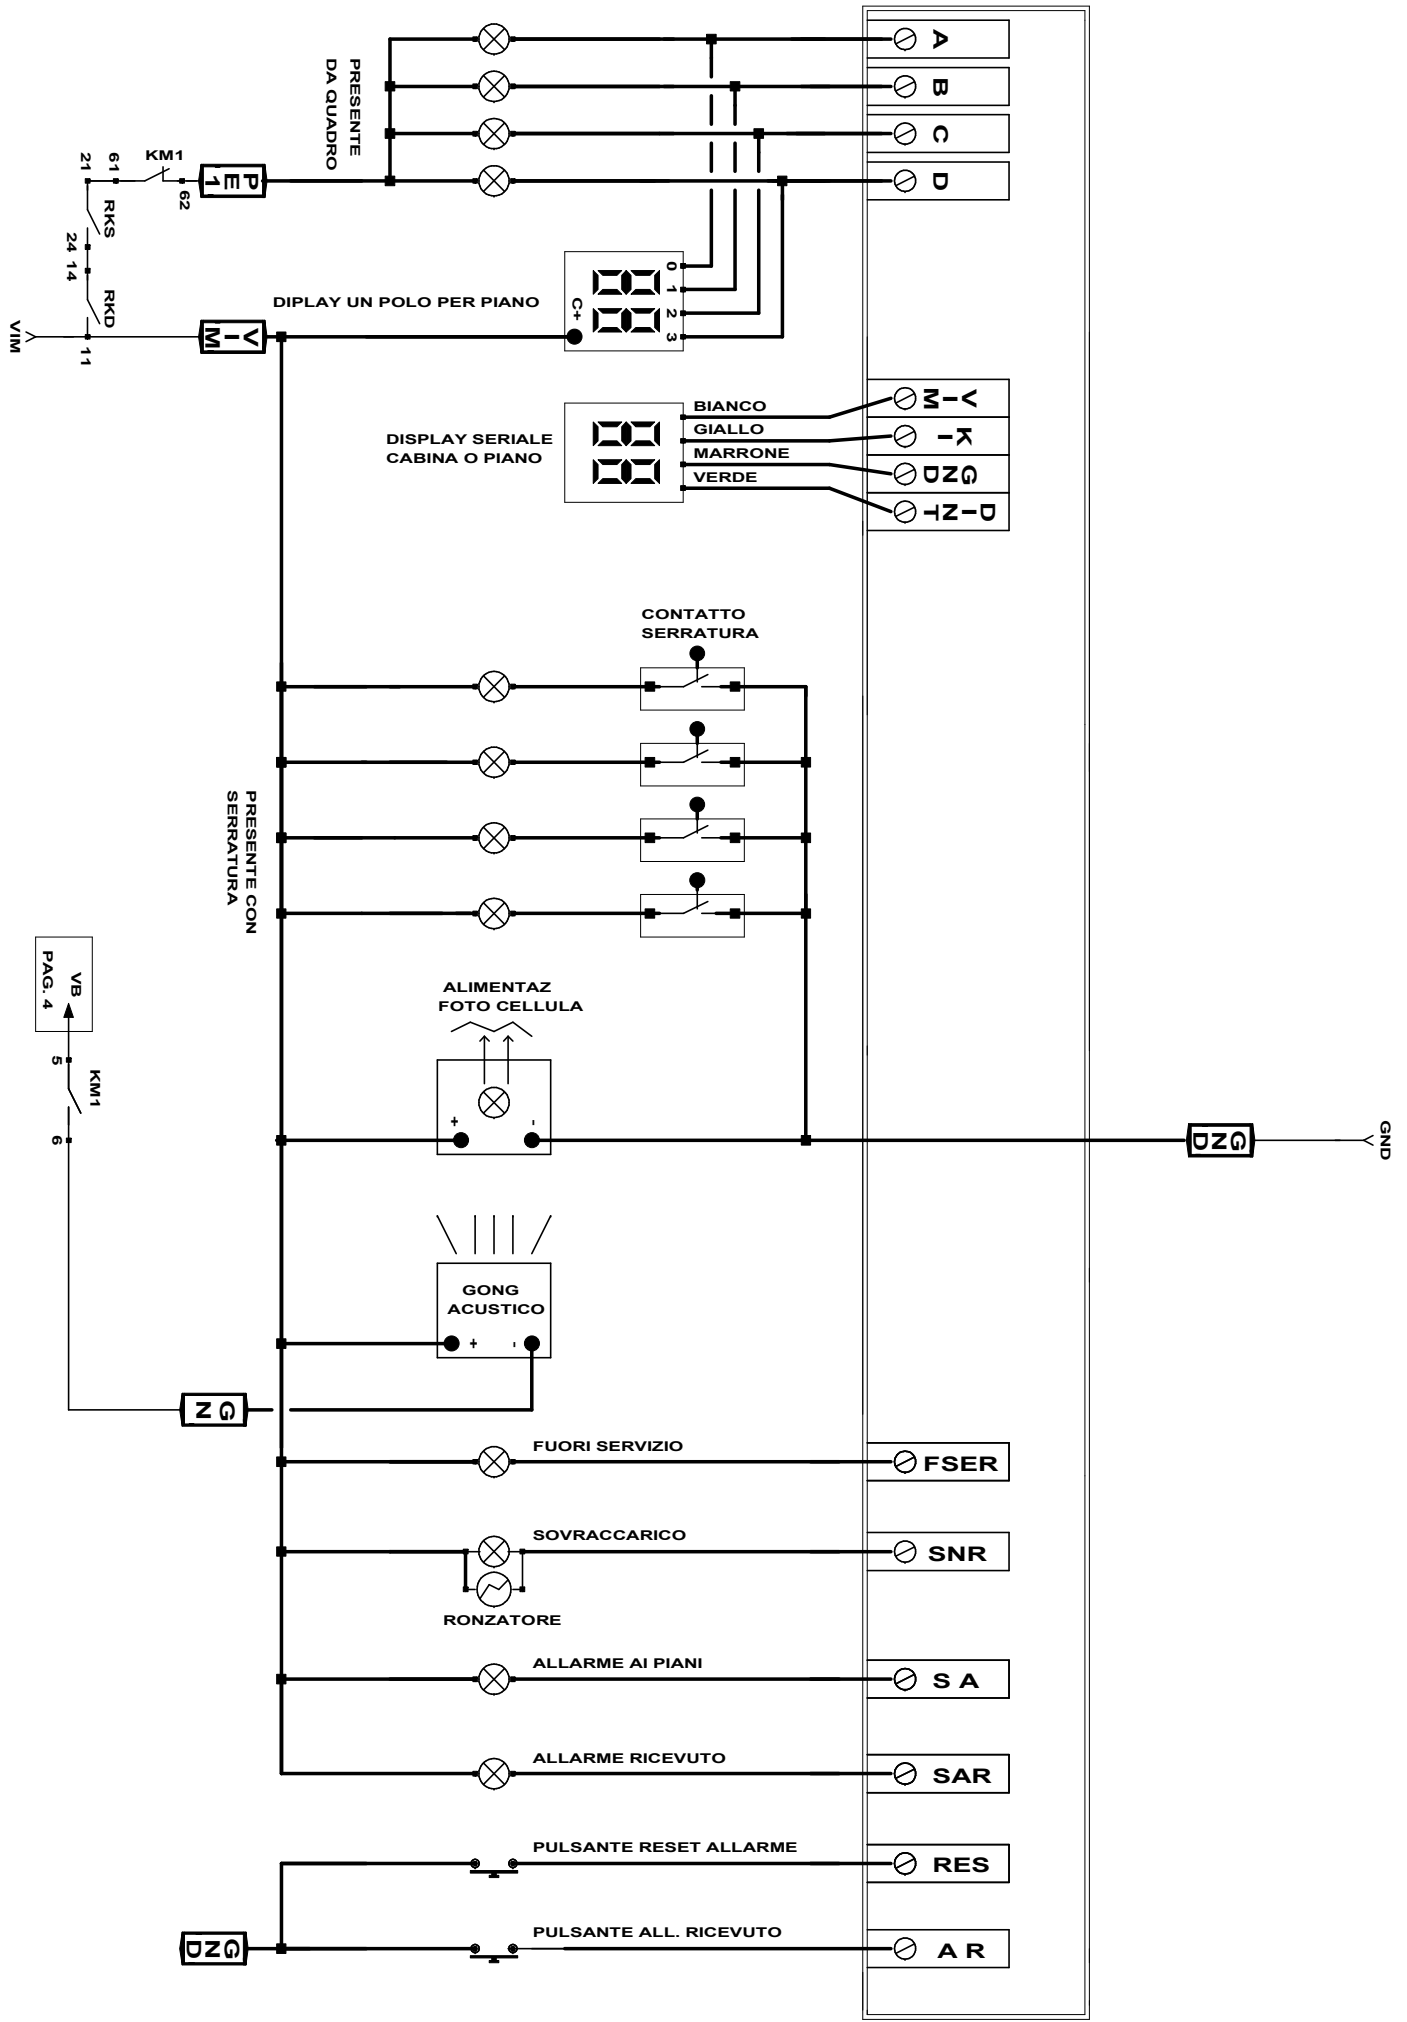 A
B
C
D
PRESENTE
DA QUADRO
KM1
61
21
62
PE1
RKS
24
14
RKD
11
VIM
VIM
DIPLAY UN POLO PER PIANO
C+
0
1
2
3
DISPLAY SERIALE
CABINA O PIANO
BIANCO
GIALLO
MARRONE
VERDE
VIM
KI
GND
DINT
CONTATTO
SERRATURA
PRESENTE CON
SERRATURA
VB
PAG. 4
5
KM1
6
ALIMENTAZ
FOTO CELLULA
+
-
GND
GND
GONG
ACUSTICO
+
-
GN
FUORI SERVIZIO
FSER
SOVRACCARICO
SNR
RONZATORE
ALLARME AI PIANI
S A
ALLARME RICEVUTO
SAR
PULSANTE RESET ALLARME
RES
PULSANTE ALL. RICEVUTO
A R
GND